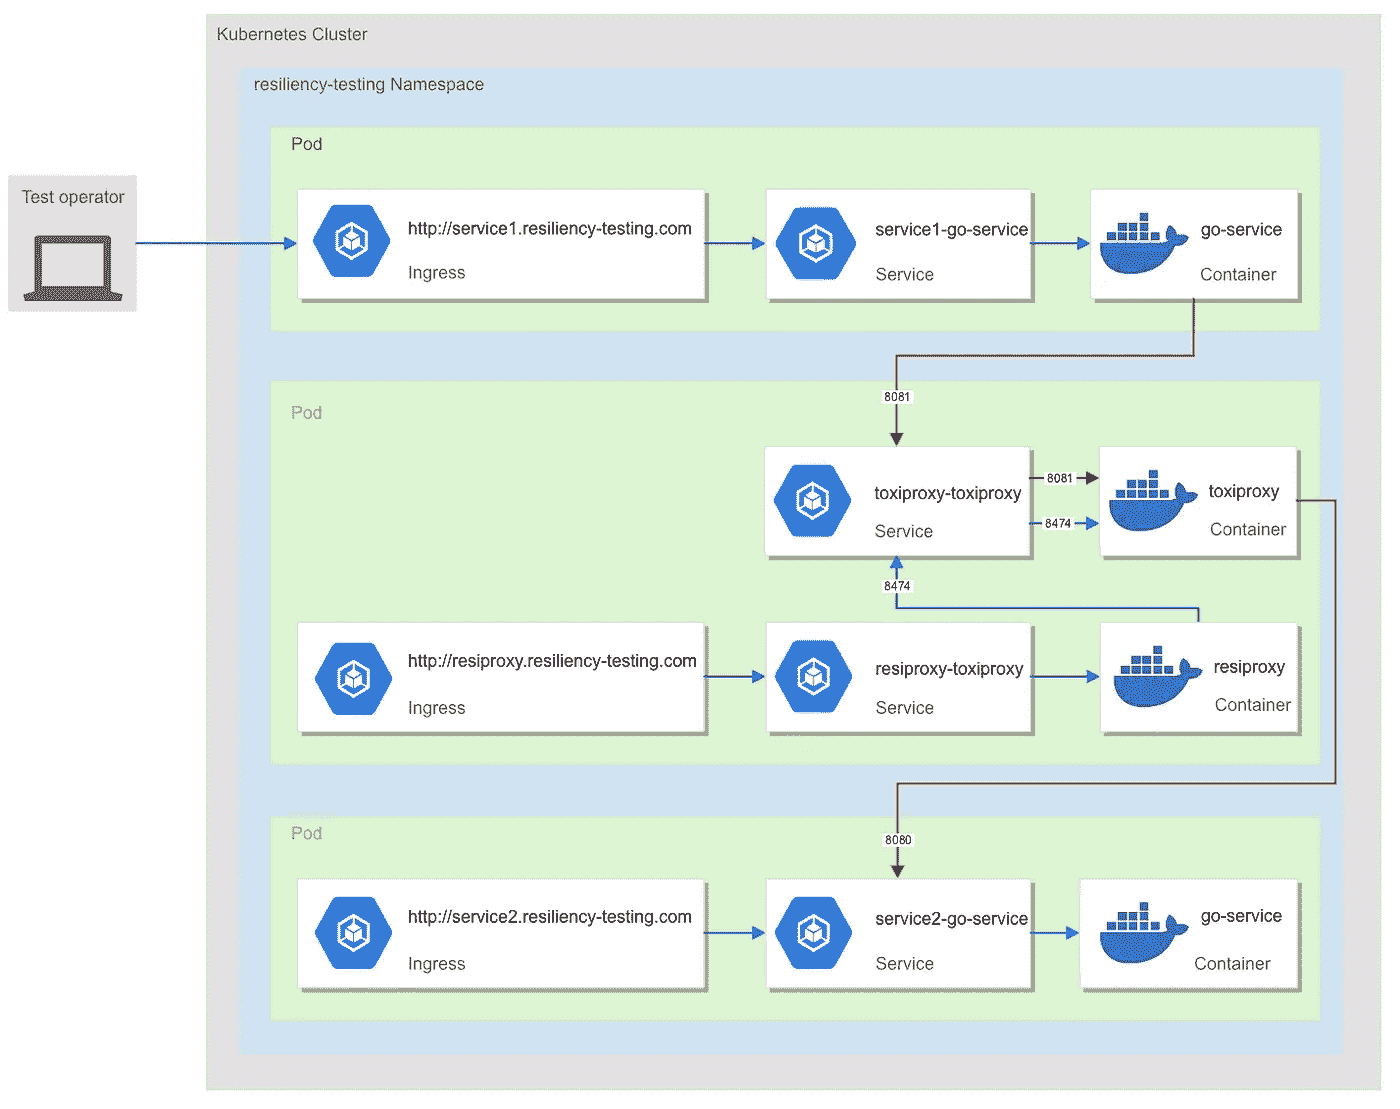 Kubernetes Cluster
resiliency-testing Namespace
Pod
Test operator
http://service1.resiliency-testing.com
Ingress
service1-go-service
Service
go-service
Container
8081
Pod
toxiproxy-toxiproxy
Service
8081
8474
toxiproxy
Container
8474
http://resiproxy.resiliency-testing.com
Ingress
resiproxy-toxiproxy
Service
resiproxy
Container
Pod
8080
http://service2.resiliency-testing.com
Ingress
service2-go-service
Service
go-service
Container